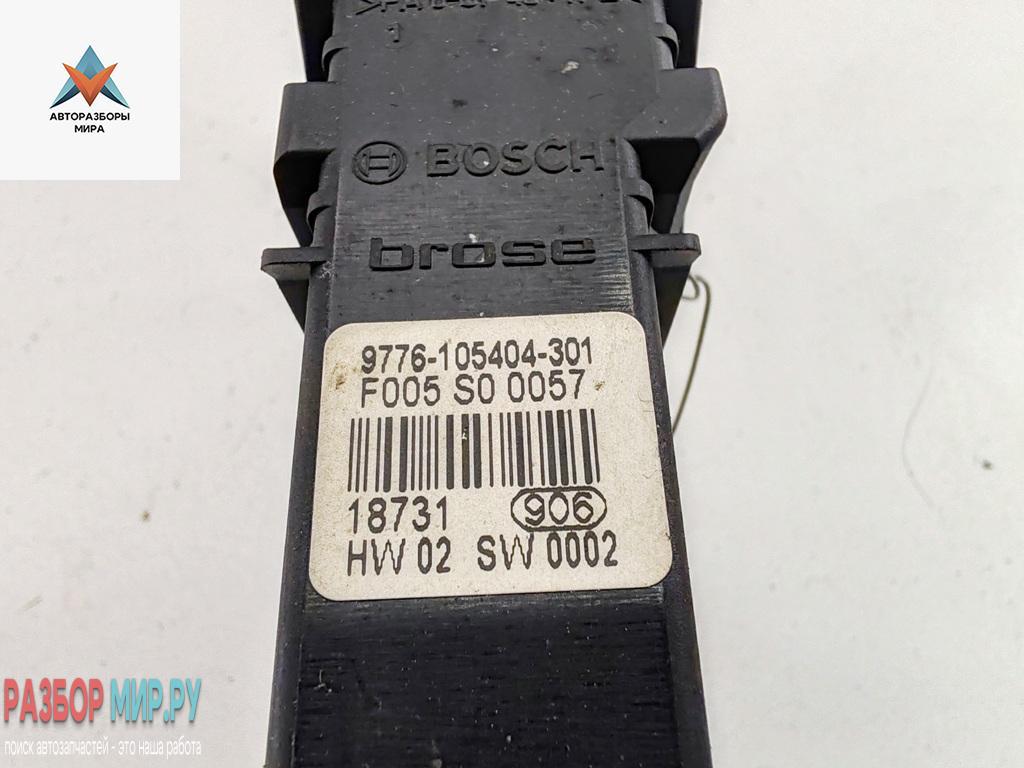 1
АВТОРАЗБОРЫ
МИРА
BOSCH
brose
9776-105404-301
F005 S0 0057
18731 906
HW 02 SW 0002
РАЗБОР МИР.РУ
поиск автозапчастей - это наша работа